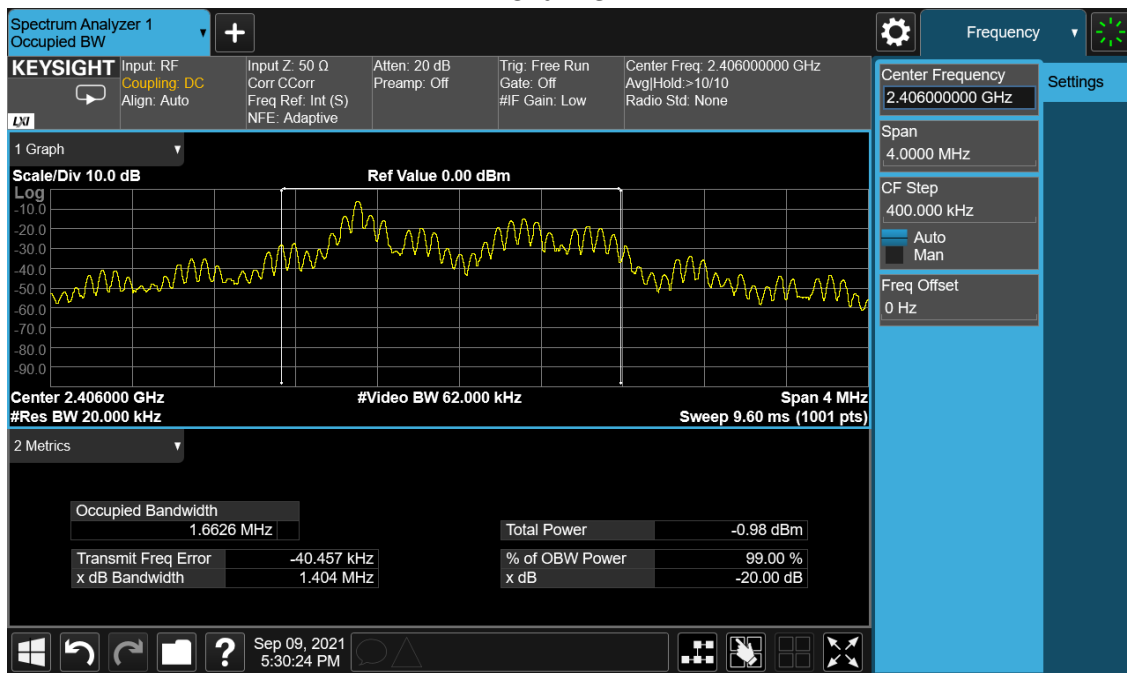 Spectrum Analyzer 1
Occupied BW
+
Frequency
KEYSIGHT
LXI
Input: RF
Coupling: DC
Align: Auto
Input Z: 50 Ω
Corr CCorr
Freq Ref: Int (S)
NFE: Adaptive
Atten: 20 dB
Preamp: Off
Trig: Free Run
Gate: Off
#IF Gain: Low
Center Freq: 2.406000000 GHz
Avg|Hold:>10/10
Radio Std: None
Center Frequency
2.406000000 GHz
Settings
Span
4.0000 MHz
CF Step
400.000 kHz
Auto
Man
Freq Offset
0 Hz
1 Graph
Scale/Div 10.0 dB
Ref Value 0.00 dBm
Log
-10.0
-20.0
-30.0
-40.0
-50.0
-60.0
-70.0
-80.0
-90.0
Center 2.406000 GHz
#Video BW 62.000 kHz
Span 4 MHz
#Res BW 20.000 kHz
Sweep 9.60 ms (1001 pts)
2 Metrics
Occupied Bandwidth
1.6626 MHz
Total Power -0.98 dBm
Transmit Freq Error -40.457 kHz
% of OBW Power 99.00 %
x dB Bandwidth 1.404 MHz
x dB -20.00 dB
?
Sep 09, 2021
5:30:24 PM